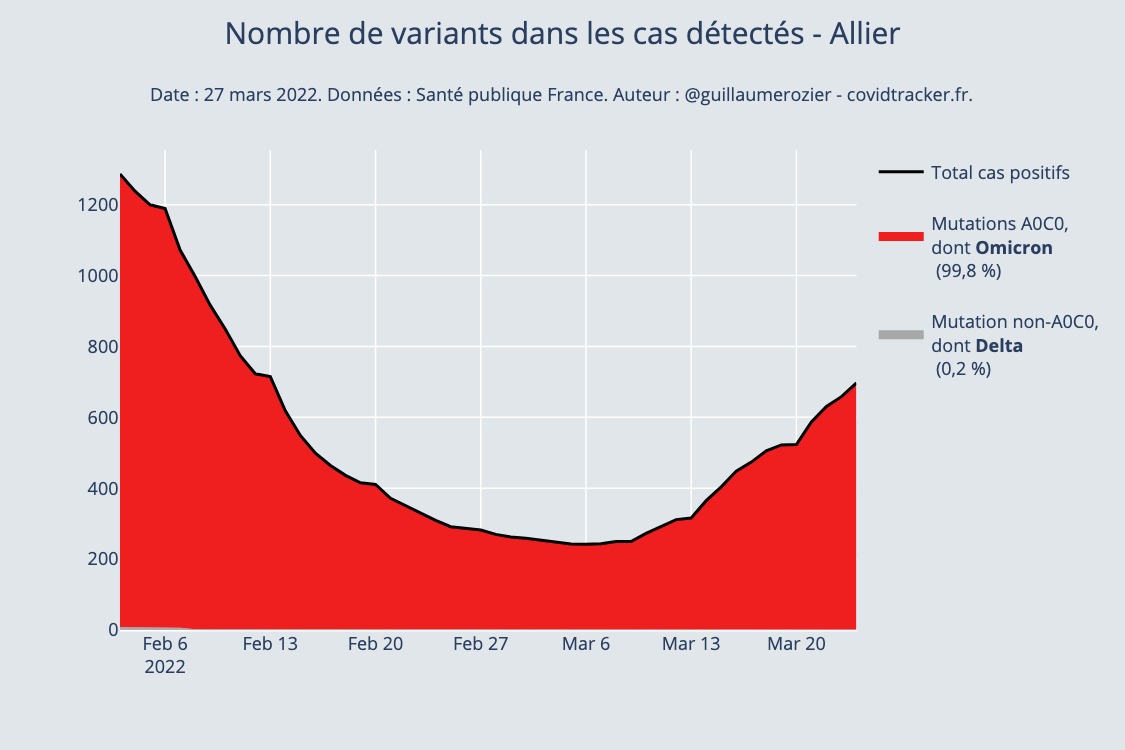 Nombre de variants dans les cas détectés - Allier
Date : 27 mars 2022. Données : Santé publique France. Auteur : @guillaumerozier - covidtracker.fr.
Total cas positifs
Mutations A0C0,
dont Omicron
(99,8 %)
Mutation non-A0C0,
dont Delta
(0,2 %)
1200
1000
800
600
400
200
0
Feb 6 Feb 13 Feb 20 Feb 27 Mar 6 Mar 13 Mar 20
2022